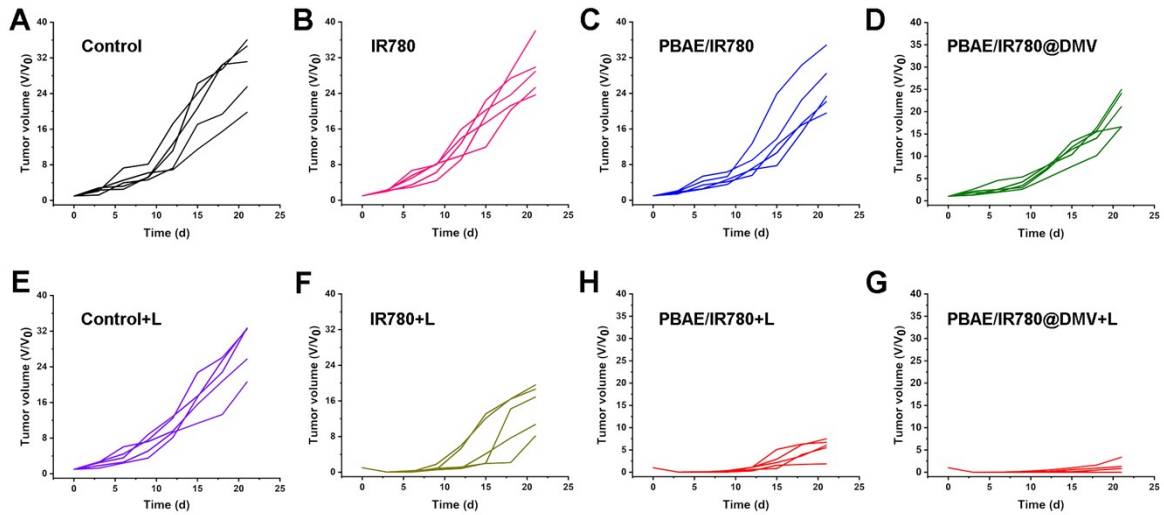 A
Control
Tumor volume (V/V0)
40
32
24
16
8
0
0 5 10 15 20 25
Time (d)
B
IR780
Tumor volume (V/V0)
40
32
24
16
8
0
0 5 10 15 20 25
Time (d)
C
PBAE/IR780
Tumor volume (V/V0)
40
32
24
16
8
0
0 5 10 15 20 25
Time (d)
D
PBAE/IR780@DMV
Tumor volume (V/V0)
40
35
30
25
20
15
10
5
0
0 5 10 15 20 25
Time (d)
E
Control+L
Tumor volume (V/V0)
40
32
24
16
8
0
0 5 10 15 20 25
Time (d)
F
IR780+L
Tumor volume (V/V0)
40
32
24
16
8
0
0 5 10 15 20 25
Time (d)
H
PBAE/IR780+L
Tumor volume (V/V0)
40
35
30
25
20
15
10
5
0
0 5 10 15 20 25
Time (d)
G
PBAE/IR780@DMV+L
Tumor volume (V/V0)
40
35
30
25
20
15
10
5
0
0 5 10 15 20 25
Time (d)